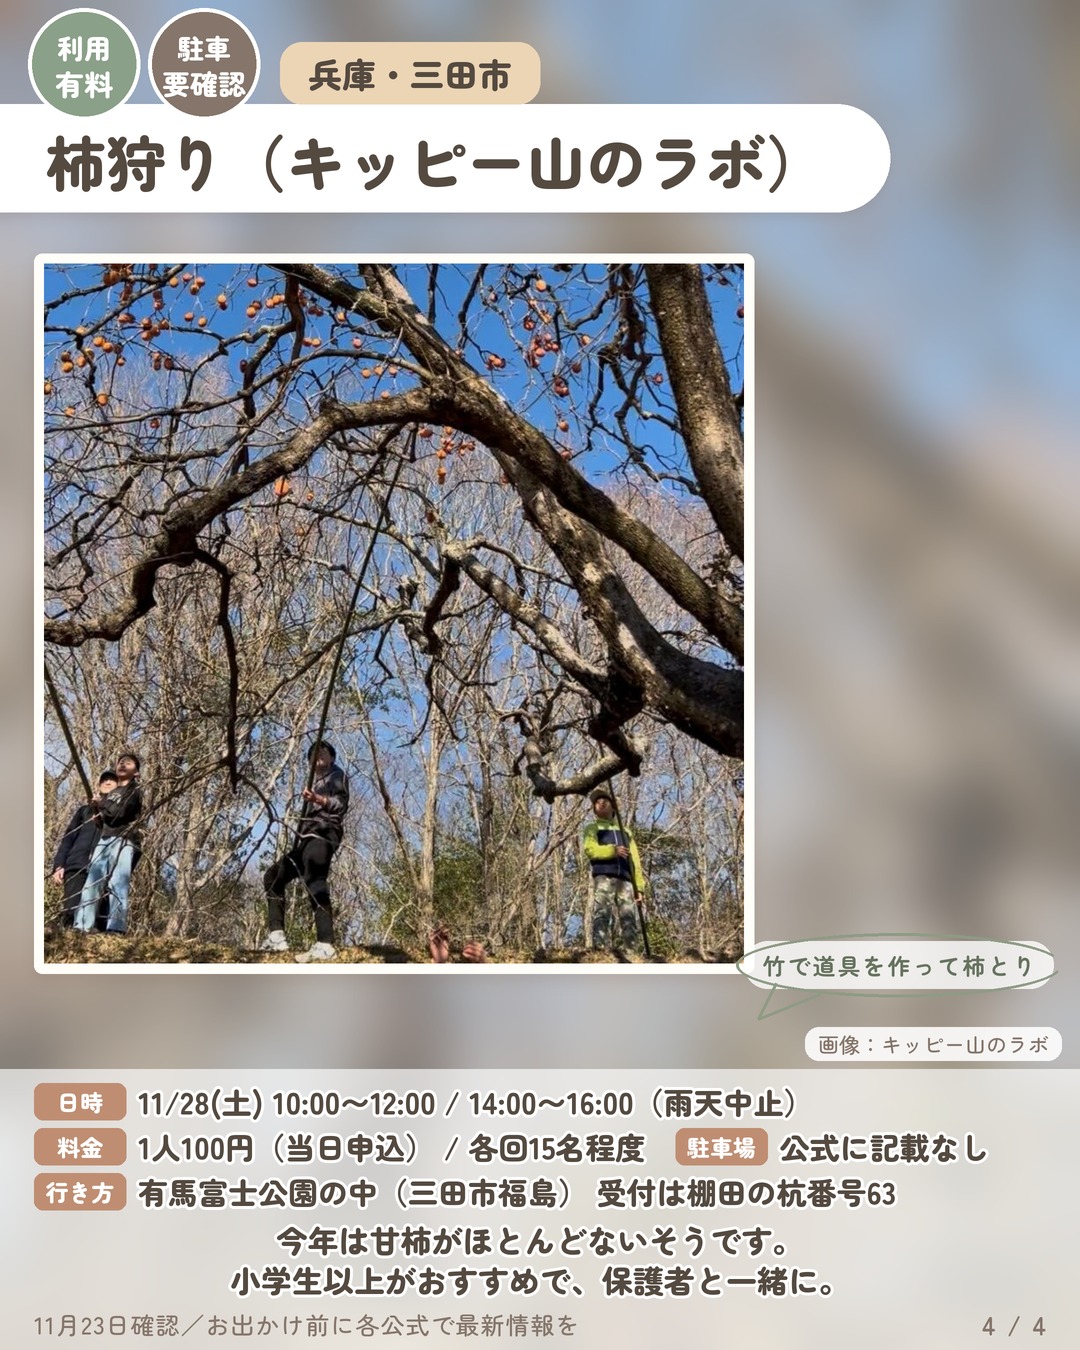 利用
有料
駐車
要確認
兵庫・三田市
柿狩り（キッピー山のラボ）
竹で道具を作って柿とり
画像：キッピー山のラボ
日時 11/28(土) 10:00〜12:00 / 14:00〜16:00（雨天中止）
料金 1人100円（当日申込） / 各回15名程度 駐車場 公式に記載なし
行き方 有馬富士公園の中（三田市福島） 受付は棚田の杭番号63
今年は甘柿がほとんどないそうです。
小学生以上がおすすめで、保護者と一緒に。
11月23日確認／お出かけ前に各公式で最新情報を
4 / 4